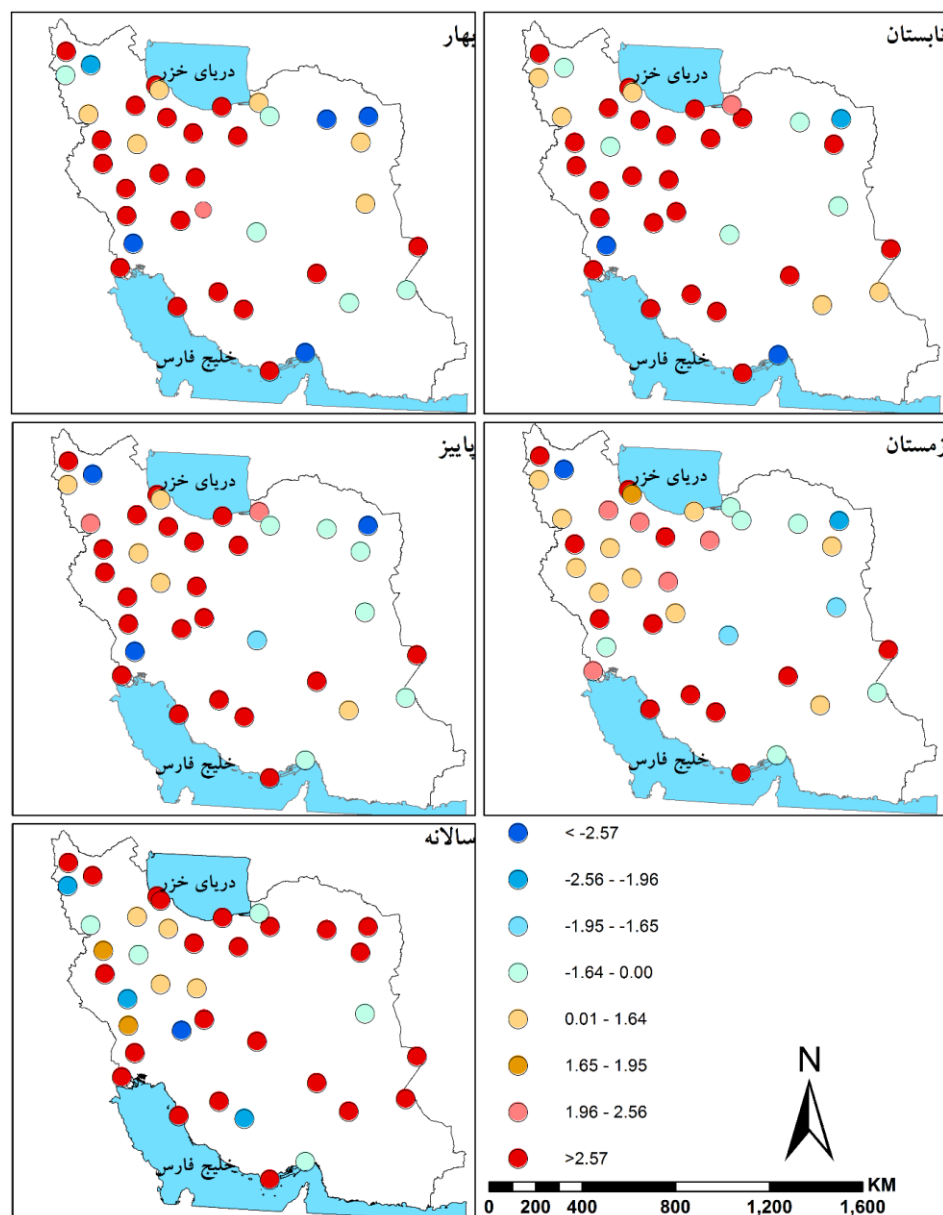 بهار
دریای خزر
خلیج فارس
تابستان
دریای خزر
خلیج فارس
پاییز
دریای خزر
خلیج فارس
زمستان
دریای خزر
خلیج فارس
سالانه
دریای خزر
خلیج فارس
< -2.57
-2.56 - -1.96
-1.95 - -1.65
-1.64 - 0.00
0.01 - 1.64
1.65 - 1.95
1.96 - 2.56
>2.57
N
KM
0 200 400 800 1,200 1,600